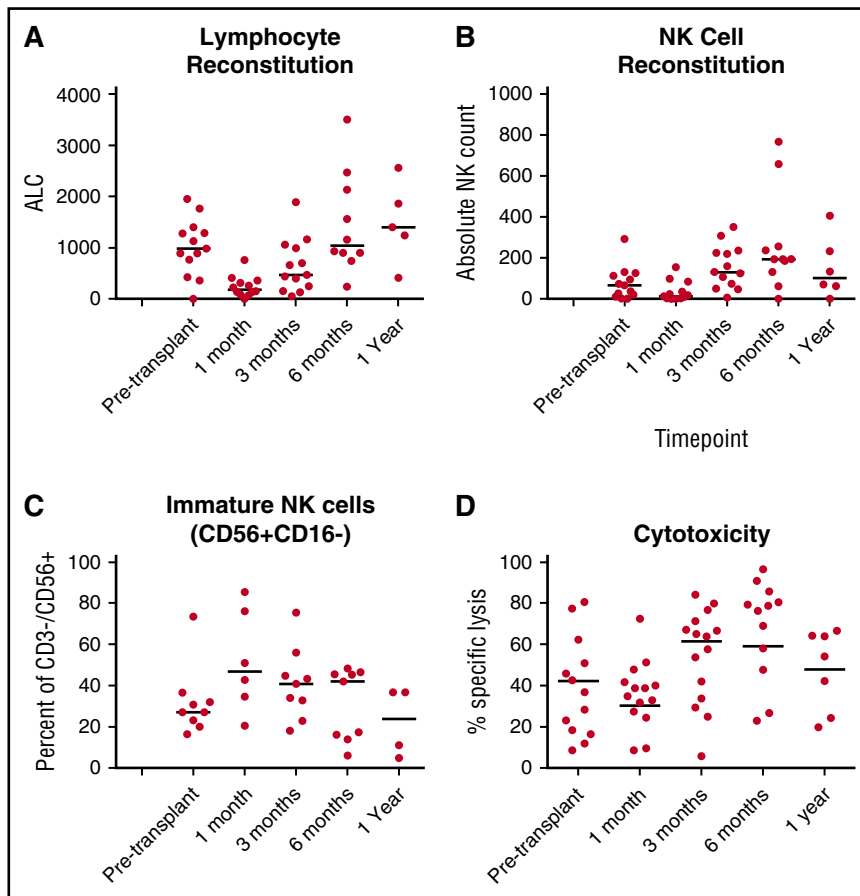 A
Lymphocyte
Reconstitution
ALC
4000
3000
2000
1000
0
Pre-transplant
1 month
3 months
6 months
1 Year
B
NK Cell
Reconstitution
Absolute NK count
1000
800
600
400
200
0
Pre-transplant
1 month
3 months
6 months
1 Year
Timepoint
C
Immature NK cells
(CD56+CD16-)
Percent of CD3-/CD56+
100
80
60
40
20
0
Pre-transplant
1 month
3 months
6 months
1 Year
D
Cytotoxicity
% specific lysis
100
80
60
40
20
0
Pre-transplant
1 month
3 months
6 months
1 year